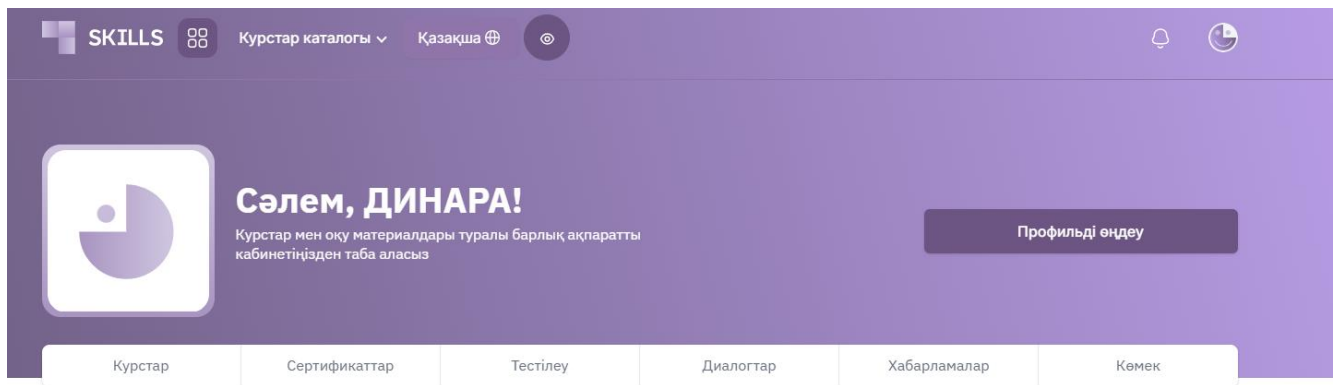 SKILLS Курстар каталогы Қазақша
Сәлем, ДИНАРА!
Курстар мен оқу материалдары туралы барлық ақпаратты
кабинетіңізден таба аласыз
Профильді өңдеу
Курстар Сертификаттар Тестілеу Диалогтар Хабарламалар Көмек